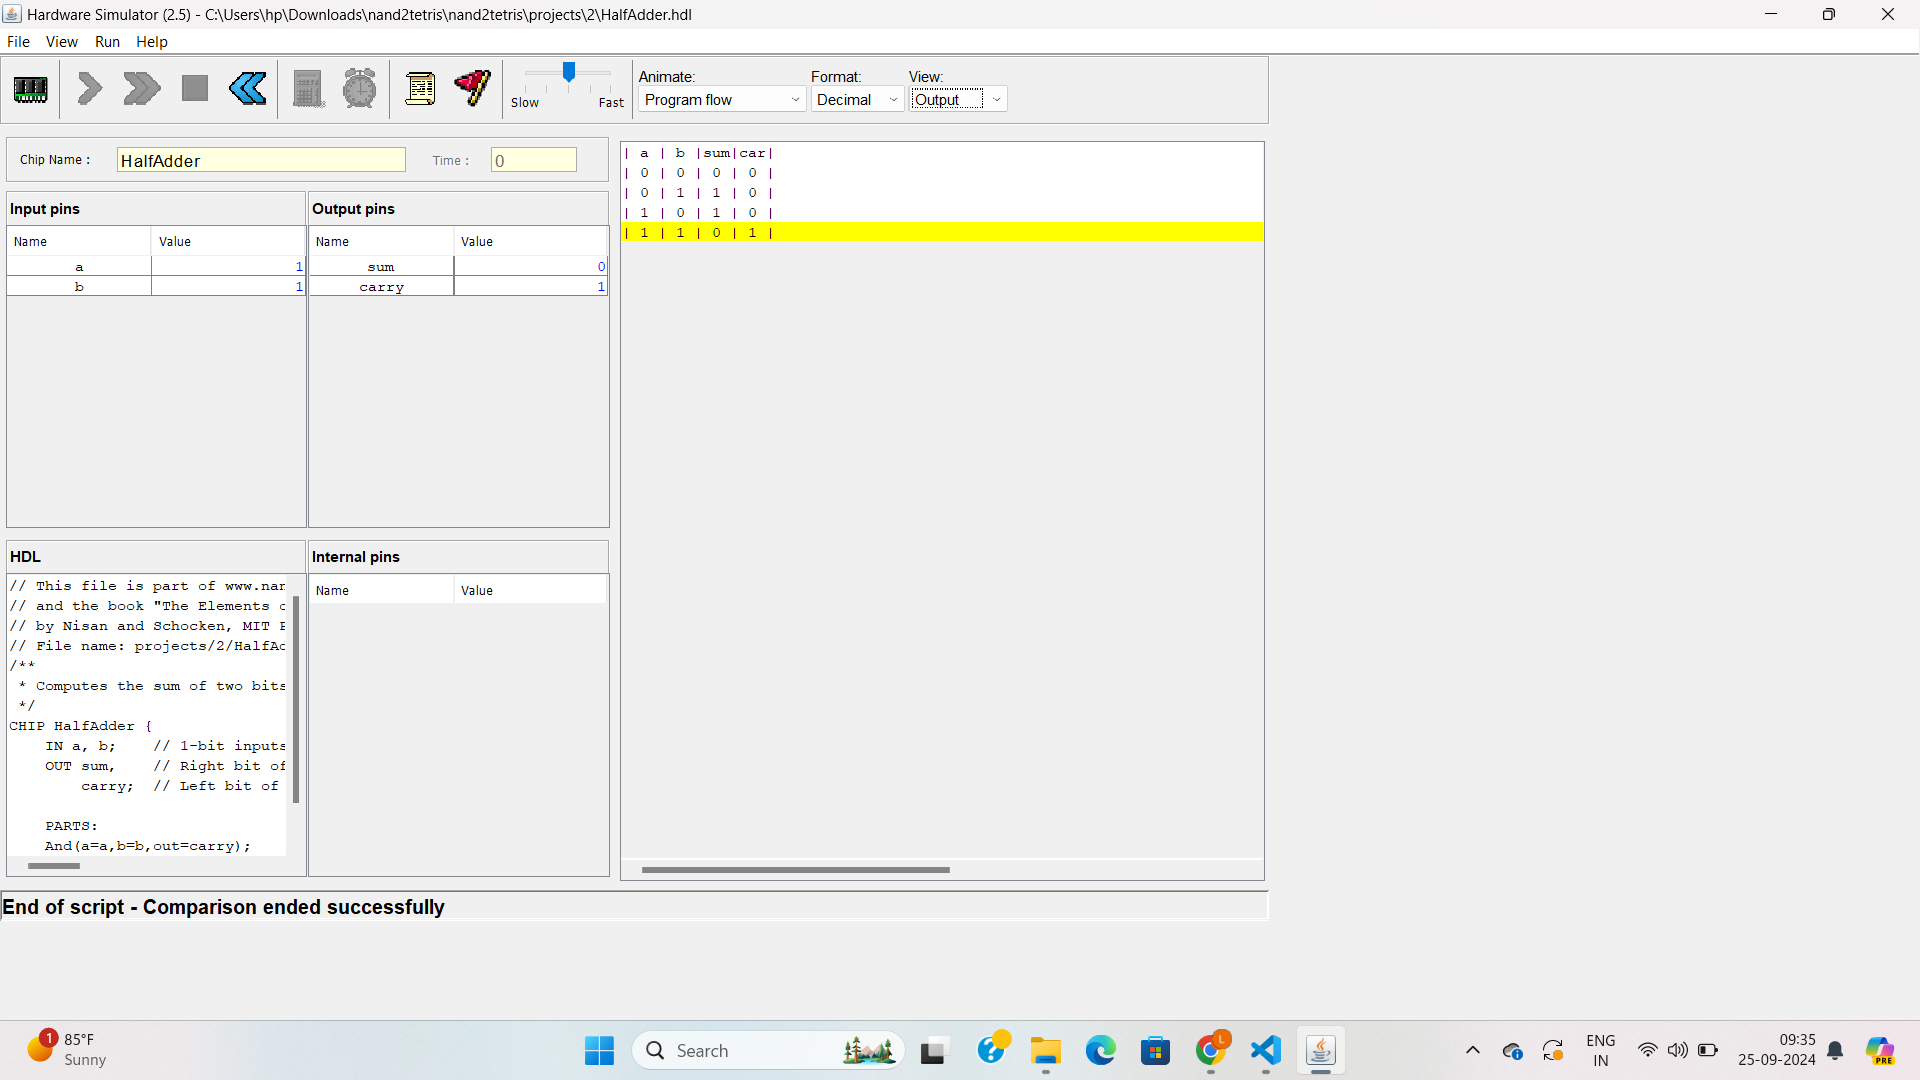 Hardware Simulator (2.5) - C:\Users\hp\Downloads\nand2tetris\nand2tetris\projects\2\HalfAdder.hdl
File View Run Help
Slow Fast
Animate: Format: View:
Program flow Decimal Output
Chip Name : HalfAdder Time : 0
Input pins
Name Value
a 1
b 1
Output pins
Name Value
sum 0
carry 1
| a | b |sum|car|
| 0 | 0 | 0 | 0 |
| 0 | 1 | 1 | 0 |
| 1 | 0 | 1 | 0 |
| 1 | 1 | 0 | 1 |
HDL
// This file is part of www.nan
// and the book "The Elements o
// by Nisan and Schocken, MIT P
// File name: projects/2/HalfAd
/**
* Computes the sum of two bits
*/
CHIP HalfAdder {
IN a, b; // 1-bit inputs
OUT sum, // Right bit of
carry; // Left bit of
PARTS:
And(a=a,b=b,out=carry);
Internal pins
Name Value
End of script - Comparison ended successfully
1
85°F
Sunny
Search
L
ENG
IN
09:35
25-09-2024
PRE